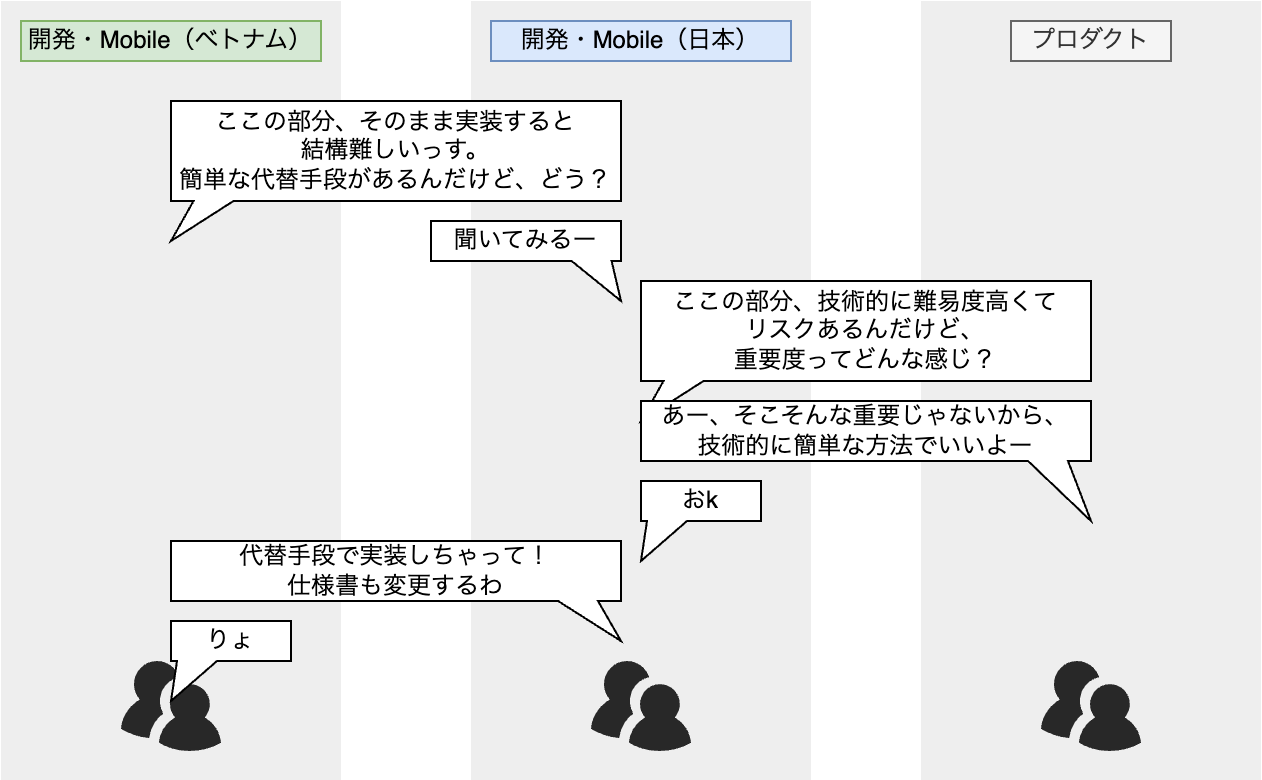 開発・Mobile（ベトナム）
開発・Mobile（日本）
プロダクト
ここの部分、そのまま実装すると
結構難しいっす。
簡単な代替手段があるんだけど、どう？
聞いてみるー
ここの部分、技術的に難易度高くて
リスクあるんだけど、
重要度ってどんな感じ？
あー、そこそんな重要じゃないから、
技術的に簡単な方法でいいよー
おk
代替手段で実装しちゃって！
仕様書も変更するわ
りょ